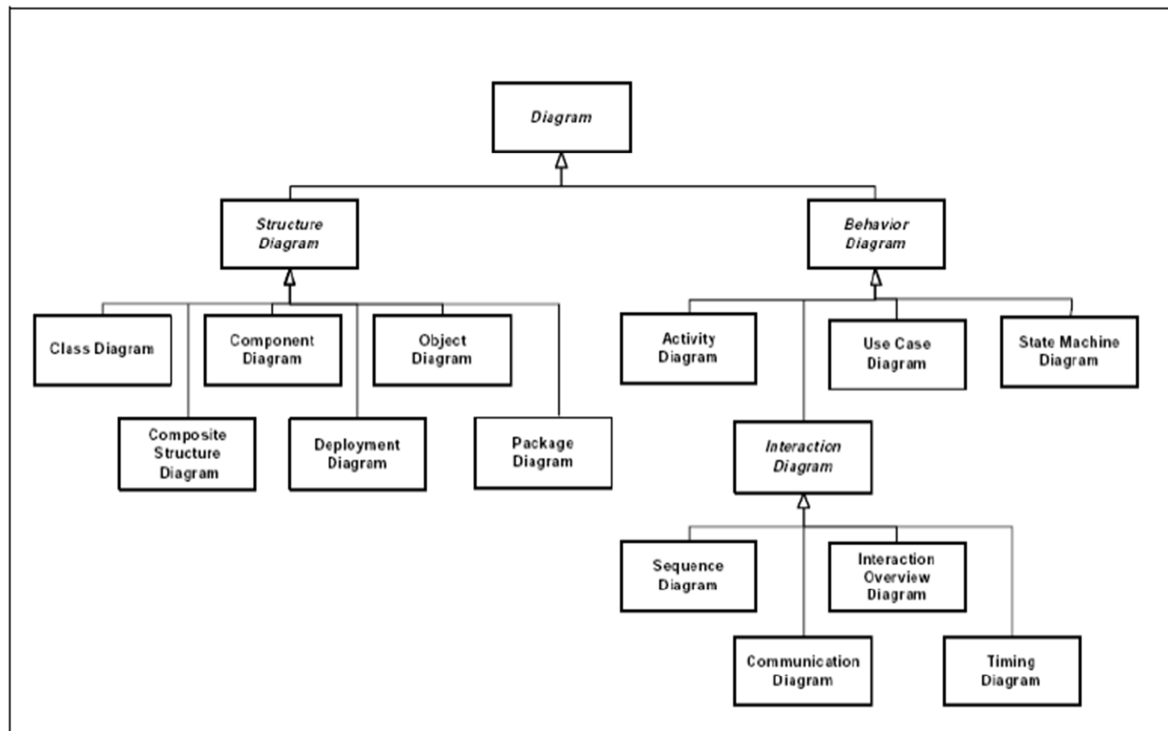 Diagram
Structure
Diagram
Behavior
Diagram
Class Diagram
Component
Diagram
Object
Diagram
Activity
Diagram
Use Case
Diagram
State Machine
Diagram
Composite
Structure
Diagram
Deployment
Diagram
Package
Diagram
Interaction
Diagram
Sequence
Diagram
Interaction
Overview
Diagram
Communication
Diagram
Timing
Diagram